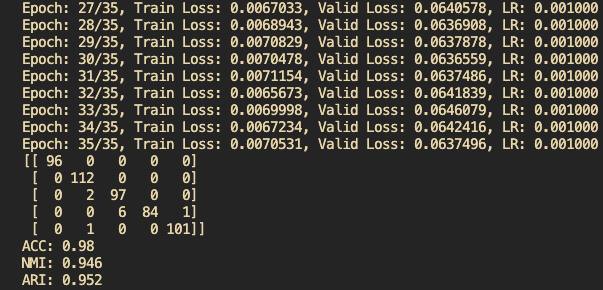 Epoch: 27/35, Train Loss: 0.0067033, Valid Loss: 0.0640578, LR: 0.001000
Epoch: 28/35, Train Loss: 0.0068943, Valid Loss: 0.0636908, LR: 0.001000
Epoch: 29/35, Train Loss: 0.0070829, Valid Loss: 0.0637878, LR: 0.001000
Epoch: 30/35, Train Loss: 0.0070478, Valid Loss: 0.0636559, LR: 0.001000
Epoch: 31/35, Train Loss: 0.0071154, Valid Loss: 0.0637486, LR: 0.001000
Epoch: 32/35, Train Loss: 0.0065673, Valid Loss: 0.0641839, LR: 0.001000
Epoch: 33/35, Train Loss: 0.0069998, Valid Loss: 0.0646079, LR: 0.001000
Epoch: 34/35, Train Loss: 0.0067234, Valid Loss: 0.0642416, LR: 0.001000
Epoch: 35/35, Train Loss: 0.0070531, Valid Loss: 0.0637496, LR: 0.001000
[[ 96   0   0   0   0]
 [  0 112   0   0   0]
 [  0   2  97   0   0]
 [  0   0   6  84   1]
 [  0   1   0   0 101]]
ACC: 0.98
NMI: 0.946
ARI: 0.952